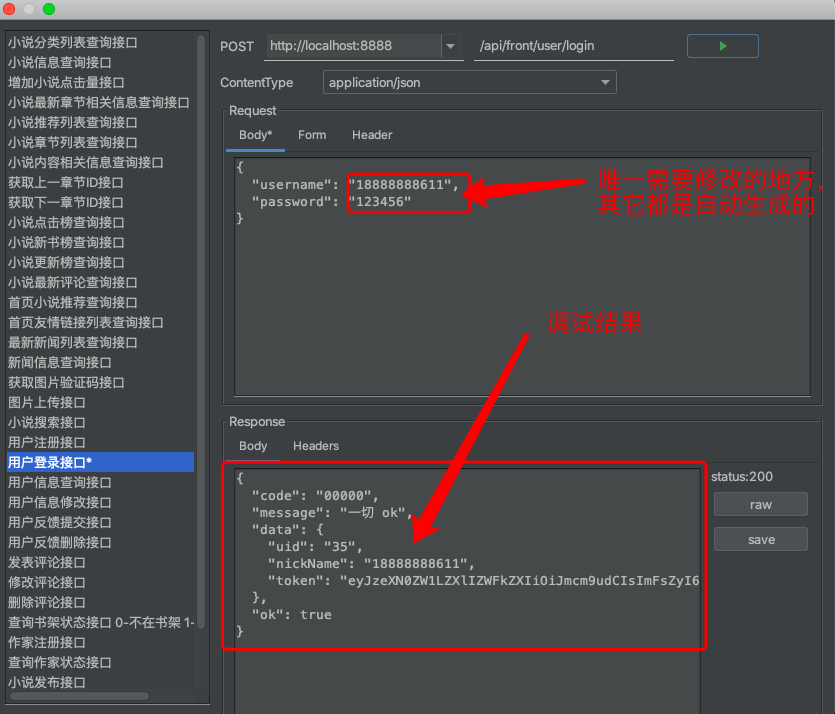 小说分类列表查询接口
小说信息查询接口
增加小说点击量接口
小说最新章节相关信息查询接口
小说推荐列表查询接口
小说章节列表查询接口
小说内容相关信息查询接口
获取上一章节ID接口
获取下一章节ID接口
小说点击榜查询接口
小说新书榜查询接口
小说更新榜查询接口
小说最新评论查询接口
首页小说推荐查询接口
首页友情链接列表查询接口
最新新闻列表查询接口
新闻信息查询接口
获取图片验证码接口
图片上传接口
小说搜索接口
用户注册接口
用户登录接口*
用户信息查询接口
用户信息修改接口
用户反馈提交接口
用户反馈删除接口
发表评论接口
修改评论接口
删除评论接口
查询书架状态接口 0-不在书架 1-
作家注册接口
查询作家状态接口
小说发布接口
POST http://localhost:8888 /api/front/user/login
ContentType application/json
Request
Body* Form Header
{
"username": "18888888611",
"password": "123456"
}
唯一需要修改的地方，
其它都是自动生成的
调试结果
Response
Body Headers
{
"code": "00000",
"message": "一切 ok",
"data": {
"uid": "35",
"nickName": "18888888611",
"token": "eyJzeXN0ZW1LZXlIZWFkZXIiOiJmcm9udCIsImFsZyI6
},
"ok": true
}
status:200
raw
save